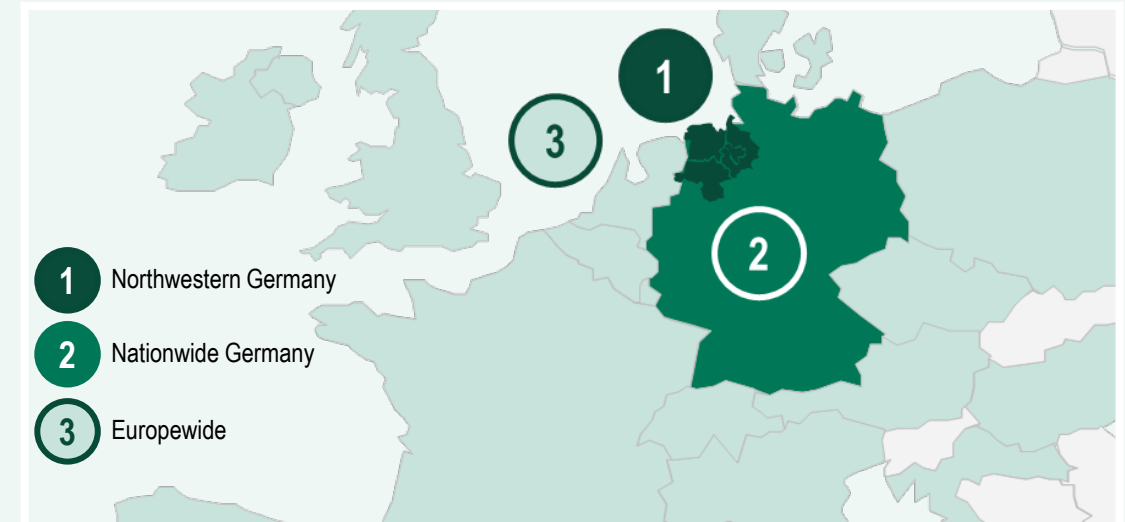 1
3
2
1 Northwestern Germany
2 Nationwide Germany
3 Europewide